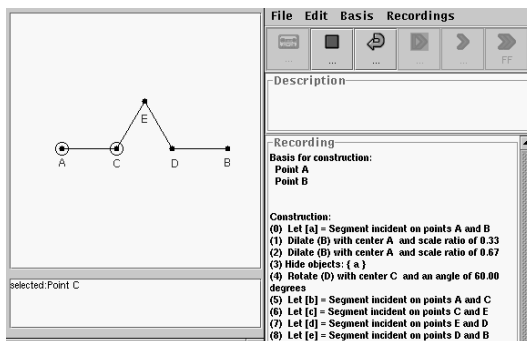 File Edit Basis Recordings
... ... ... ... ... FF
Description
E
A C D B
Recording
Basis for construction:
Point A
Point B
Construction:
(0) Let [a] = Segment incident on points A and B
(1) Dilate (B) with center A and scale ratio of 0.33
(2) Dilate (B) with center A and scale ratio of 0.67
(3) Hide objects: { a }
(4) Rotate (D) with center C and an angle of 60.00
degrees
(5) Let [b] = Segment incident on points A and C
(6) Let [c] = Segment incident on points C and E
(7) Let [d] = Segment incident on points E and D
(8) Let [e] = Segment incident on points D and B
selected:Point C